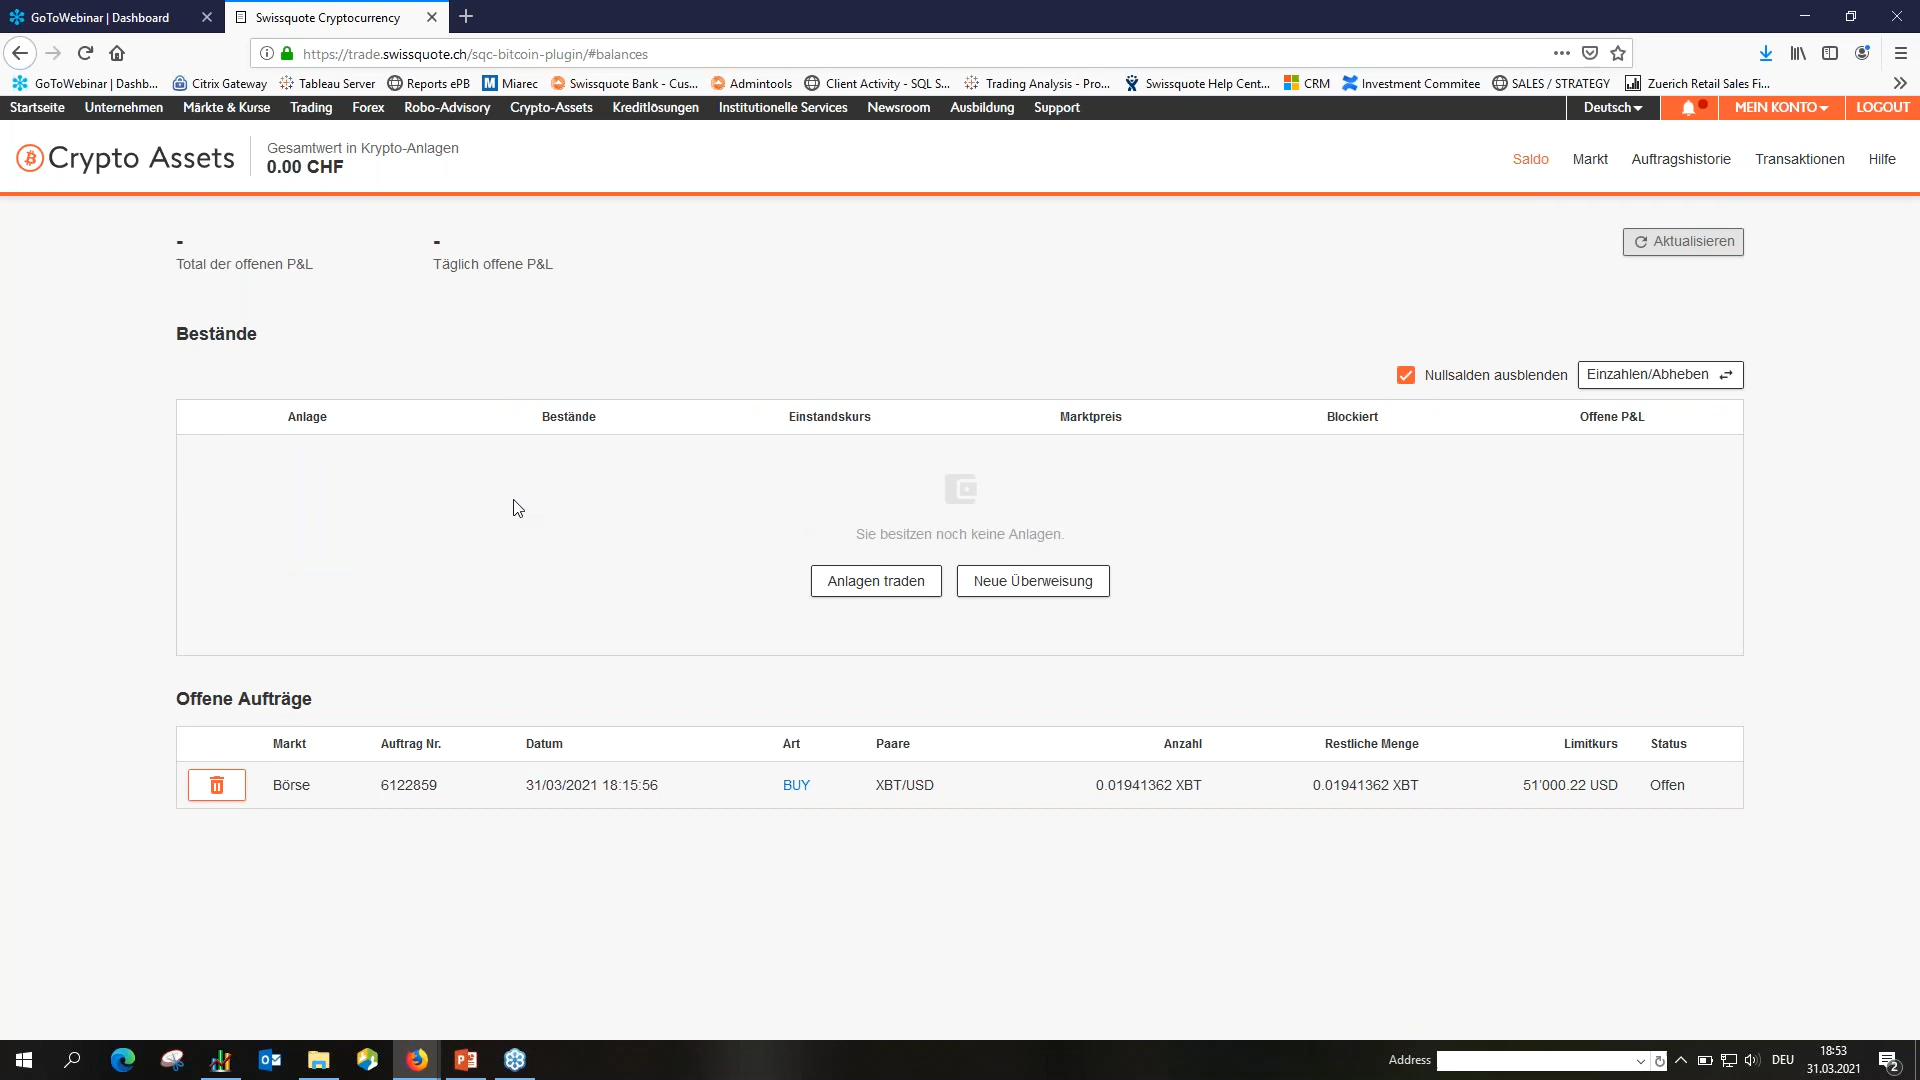 GoToWebinar | Dashboard
Swissquote Cryptocurrency
https://trade.swissquote.ch/sqc-bitcoin-plugin/#balances
GoToWebinar | Dashb...
Citrix Gateway
Tableau Server
Reports ePB
Miarec
Swissquote Bank - Cus...
Admintools
Client Activity - SQL S...
Trading Analysis - Pro...
Swissquote Help Cent...
CRM
Investment Commitee
SALES / STRATEGY
Zuerich Retail Sales Fi...
Startseite
Unternehmen
Märkte & Kurse
Trading
Forex
Robo-Advisory
Crypto-Assets
Kreditlösungen
Institutionelle Services
Newsroom
Ausbildung
Support
Deutsch
MEIN KONTO
LOGOUT
Crypto Assets
Gesamtwert in Krypto-Anlagen
0.00 CHF
Saldo
Markt
Auftragshistorie
Transaktionen
Hilfe
-
Total der offenen P&L
-
Täglich offene P&L
Aktualisieren
Bestände
Nullsalden ausblenden
Einzahlen/Abheben
Anlage Bestände Einstandskurs Marktpreis Blockiert Offene P&L
Sie besitzen noch keine Anlagen.
Anlagen traden
Neue Überweisung
Offene Aufträge
Markt Auftrag Nr. Datum Art Paare Anzahl Restliche Menge Limitkurs Status
Börse 6122859 31/03/2021 18:15:56 BUY XBT/USD 0.01941362 XBT 0.01941362 XBT 51'000.22 USD Offen
Address
DEU
18:53
31.03.2021
2